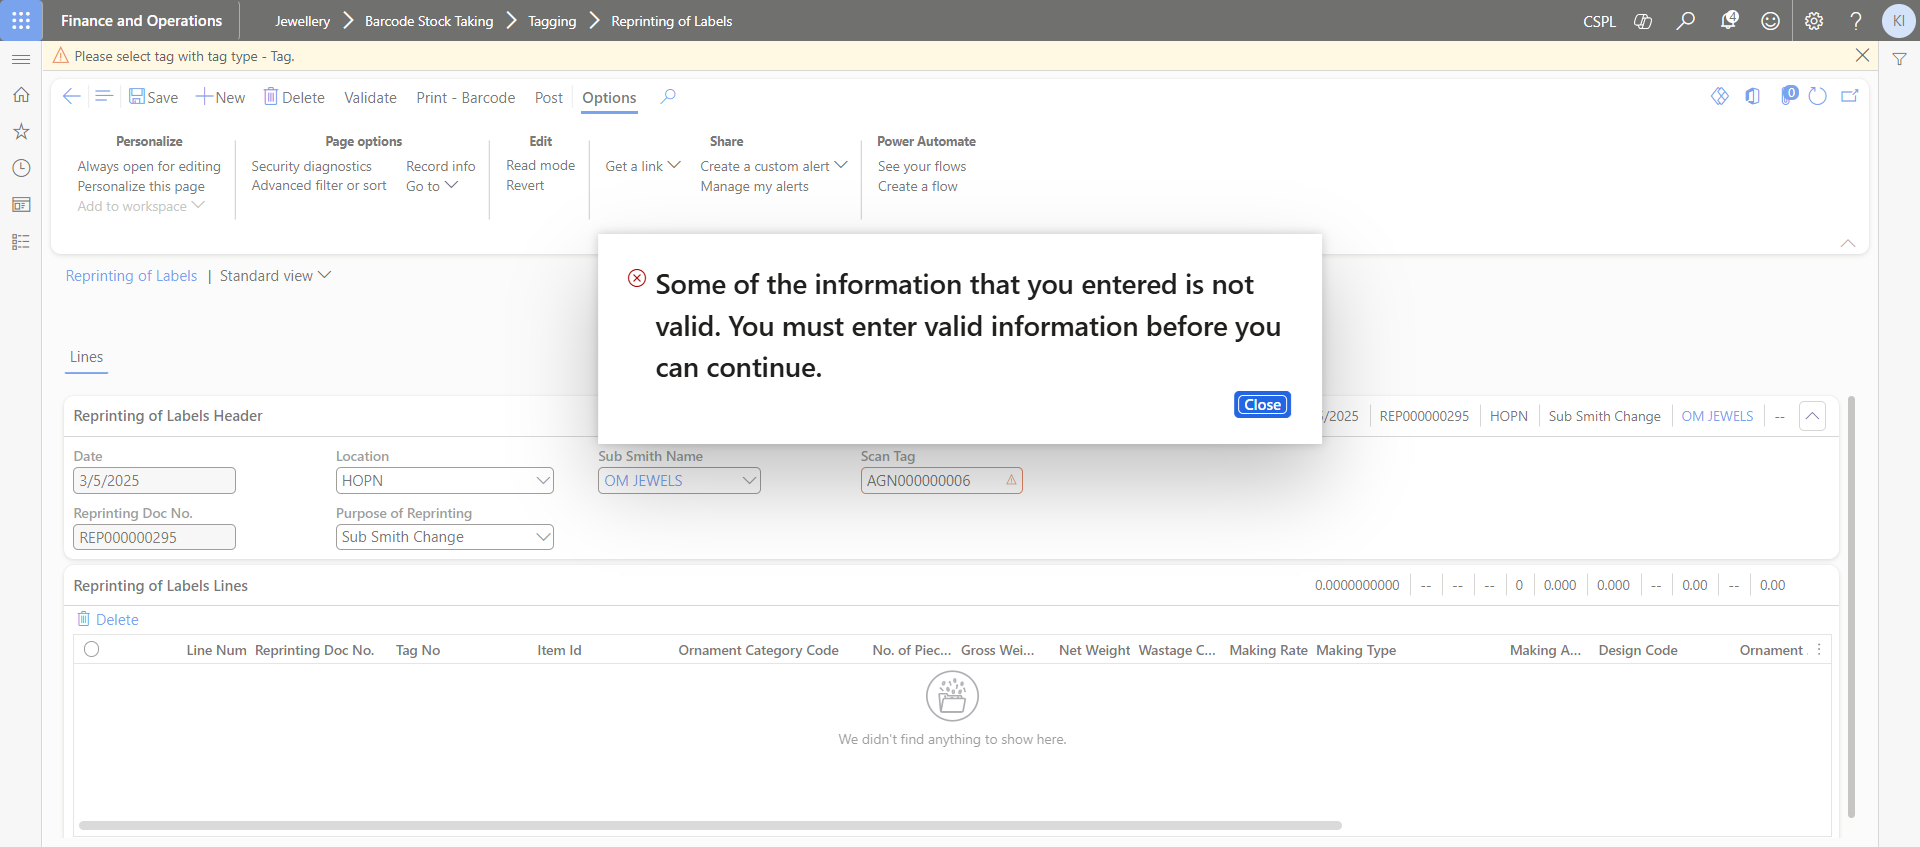 Finance and Operations
Jewellery
Barcode Stock Taking
Tagging
Reprinting of Labels
CSPL
4
KI
Please select tag with tag type - Tag.
Save
New
Delete
Validate
Print - Barcode
Post
Options
0
Personalize
Always open for editing
Personalize this page
Add to workspace
Page options
Security diagnostics
Advanced filter or sort
Record info
Go to
Edit
Read mode
Revert
Share
Get a link
Create a custom alert
Manage my alerts
Power Automate
See your flows
Create a flow
Reprinting of Labels | Standard view
Some of the information that you entered is not
valid. You must enter valid information before you
can continue.
Close
Lines
Reprinting of Labels Header
/2025
REP000000295
HOPN
Sub Smith Change
OM JEWELS
--
Date
3/5/2025
Location
HOPN
Sub Smith Name
OM JEWELS
Scan Tag
AGN000000006
Reprinting Doc No.
REP000000295
Purpose of Reprinting
Sub Smith Change
Reprinting of Labels Lines
0.0000000000
--
--
--
0
0.000
0.000
--
0.00
--
0.00
Delete
Line Num
Reprinting Doc No.
Tag No
Item Id
Ornament Category Code
No. of Piec...
Gross Wei...
Net Weight
Wastage C...
Making Rate
Making Type
Making A...
Design Code
Ornament
We didn't find anything to show here.